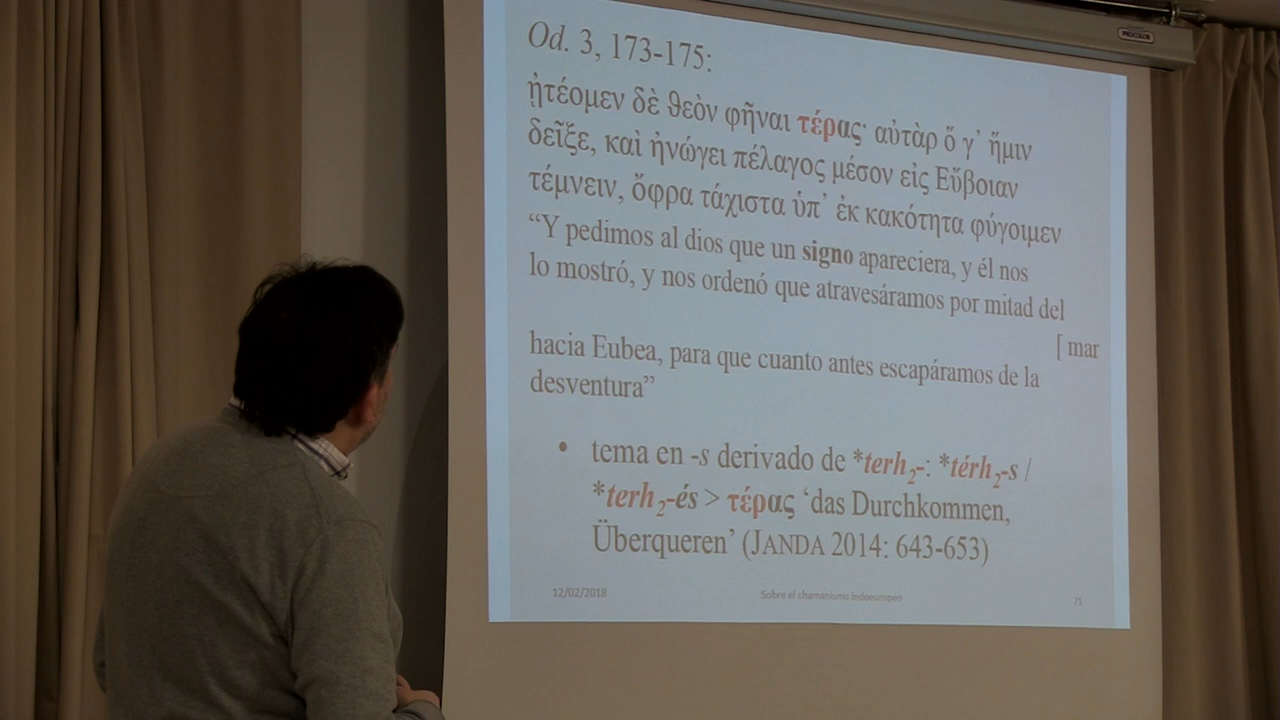 PROCOLOR
Od. 3, 173-175:
ᾐτέομεν δὲ θεὸν φῆναι τέρας· αὐτὰρ ὅ γ’ ἥμιν
δεῖξε, καὶ ἠνώγει πέλαγος μέσον εἰς Εὔβοιαν
τέμνειν, ὄφρα τάχιστα ὑπ’ ἐκ κακότητα φύγοιμεν
“Y pedimos al dios que un signo apareciera, y él nos
lo mostró, y nos ordenó que atravesáramos por mitad del
[ mar
hacia Eubea, para que cuanto antes escapáramos de la
desventura”
• tema en -s derivado de *terh₂-: *térh₂-s /
*terh₂-és > τέρας ‘das Durchkommen,
Überqueren’ (JANDA 2014: 643-653)
12/02/2018 Sobre el chamanismo indoeuropeo 71